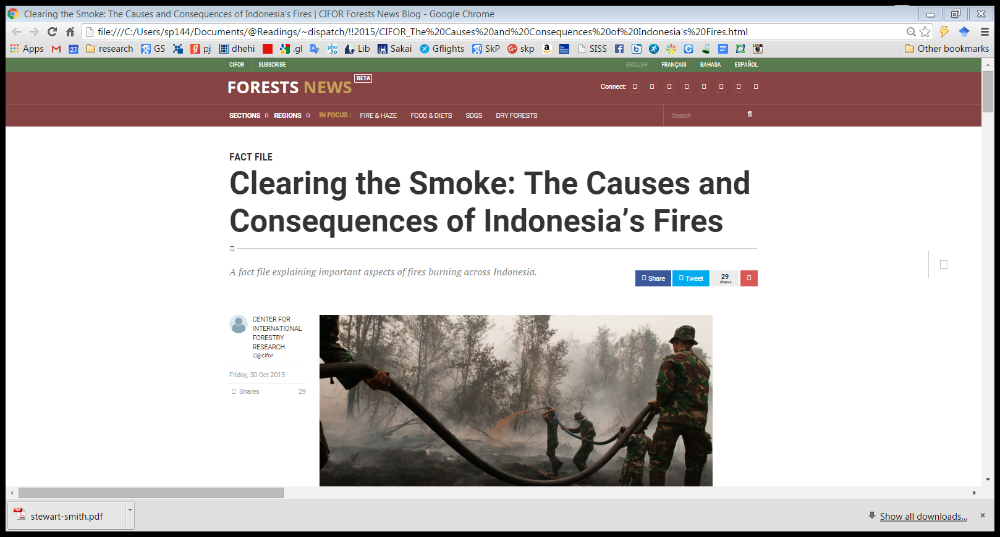 Clearing the Smoke: The Causes and Consequences of Indonesia's Fires | CIFOR Forests News Blog - Google Chrome
file:///C:/Users/sp144/Documents/@Readings/~dispatch/!!2015/CIFOR_The%20Causes%20and%20Consequences%20of%20Indonesia's%20Fires.html
Apps 27 research GS pj dhehi .gl pho to Lib Sakai Gflights SkP skp SISS Other bookmarks
CIFOR SUBSCRIBE ENGLISH FRANÇAIS BAHASA ESPAÑOL
FORESTS NEWS BETA Connect:
SECTIONS REGIONS IN FOCUS : FIRE & HAZE FOOD & DIETS SDGS DRY FORESTS Search
FACT FILE
Clearing the Smoke: The Causes and
Consequences of Indonesia’s Fires
A fact file explaining important aspects of fires burning across Indonesia.
Share Tweet 29 Shares
CENTER FOR
INTERNATIONAL
FORESTRY
RESEARCH
@cifor
Friday, 30 Oct 2015
Shares 29
stewart-smith.pdf Show all downloads...